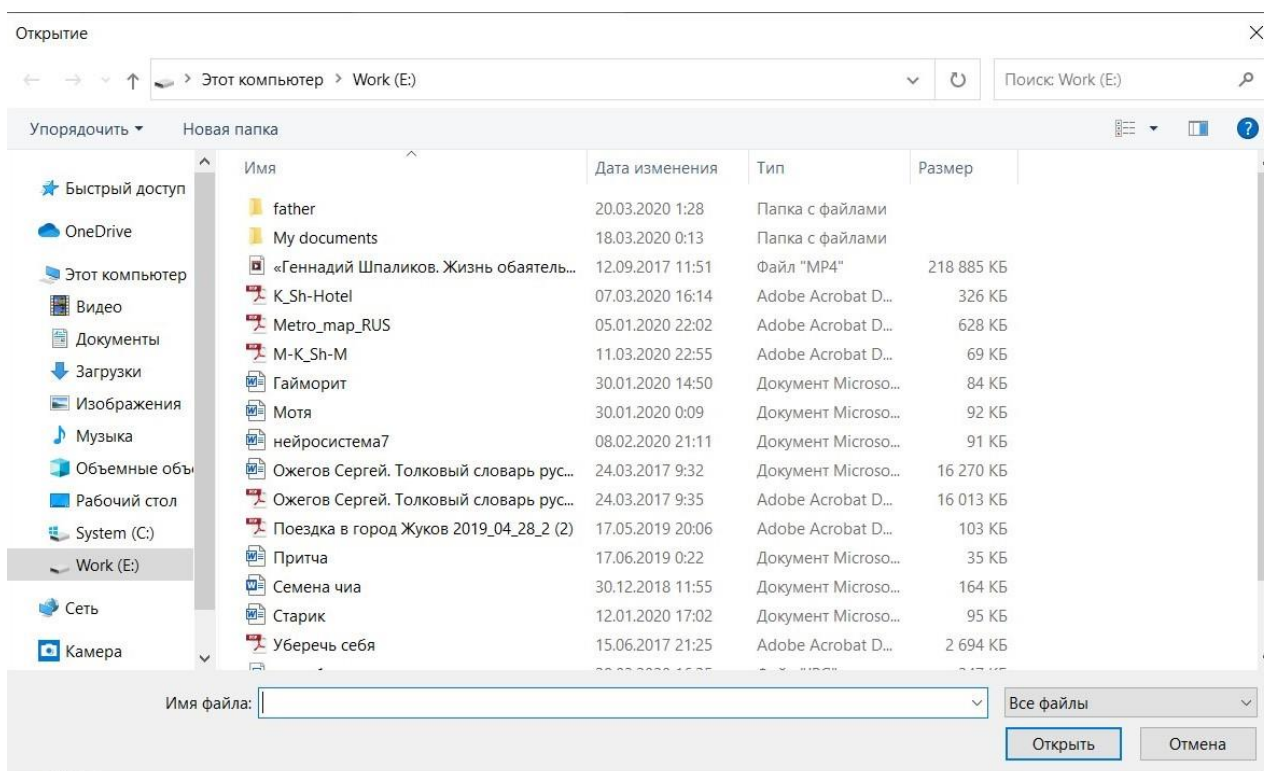 Открытие
Этот компьютер > Work (E:)
Поиск: Work (E:)
Упорядочить
Новая папка
Имя Дата изменения Тип Размер
Быстрый доступ
OneDrive
Этот компьютер
Видео
Документы
Загрузки
Изображения
Музыка
Объемные объ
Рабочий стол
System (C:)
Work (E:)
Сеть
Камера
father 20.03.2020 1:28 Папка с файлами
My documents 18.03.2020 0:13 Папка с файлами
«Геннадий Шпаликов. Жизнь обаятель... 12.09.2017 11:51 Файл "MP4" 218 885 КБ
K_Sh-Hotel 07.03.2020 16:14 Adobe Acrobat D... 326 КБ
Metro_map_RUS 05.01.2020 22:02 Adobe Acrobat D... 628 КБ
M-K_Sh-M 11.03.2020 22:55 Adobe Acrobat D... 69 КБ
Гайморит 30.01.2020 14:50 Документ Microso... 84 КБ
Мотя 30.01.2020 0:09 Документ Microso... 92 КБ
нейросистема7 08.02.2020 21:11 Документ Microso... 91 КБ
Ожегов Сергей. Толковый словарь рус... 24.03.2017 9:32 Документ Microso... 16 270 КБ
Ожегов Сергей. Толковый словарь рус... 24.03.2017 9:35 Adobe Acrobat D... 16 013 КБ
Поездка в город Жуков 2019_04_28_2 (2) 17.05.2019 20:06 Adobe Acrobat D... 103 КБ
Притча 17.06.2019 0:22 Документ Microso... 35 КБ
Семена чиа 30.12.2018 11:55 Документ Microso... 164 КБ
Старик 12.01.2020 17:02 Документ Microso... 95 КБ
Уберечь себя 15.06.2017 21:25 Adobe Acrobat D... 2 694 КБ
Имя файла:
Все файлы
Открыть
Отмена